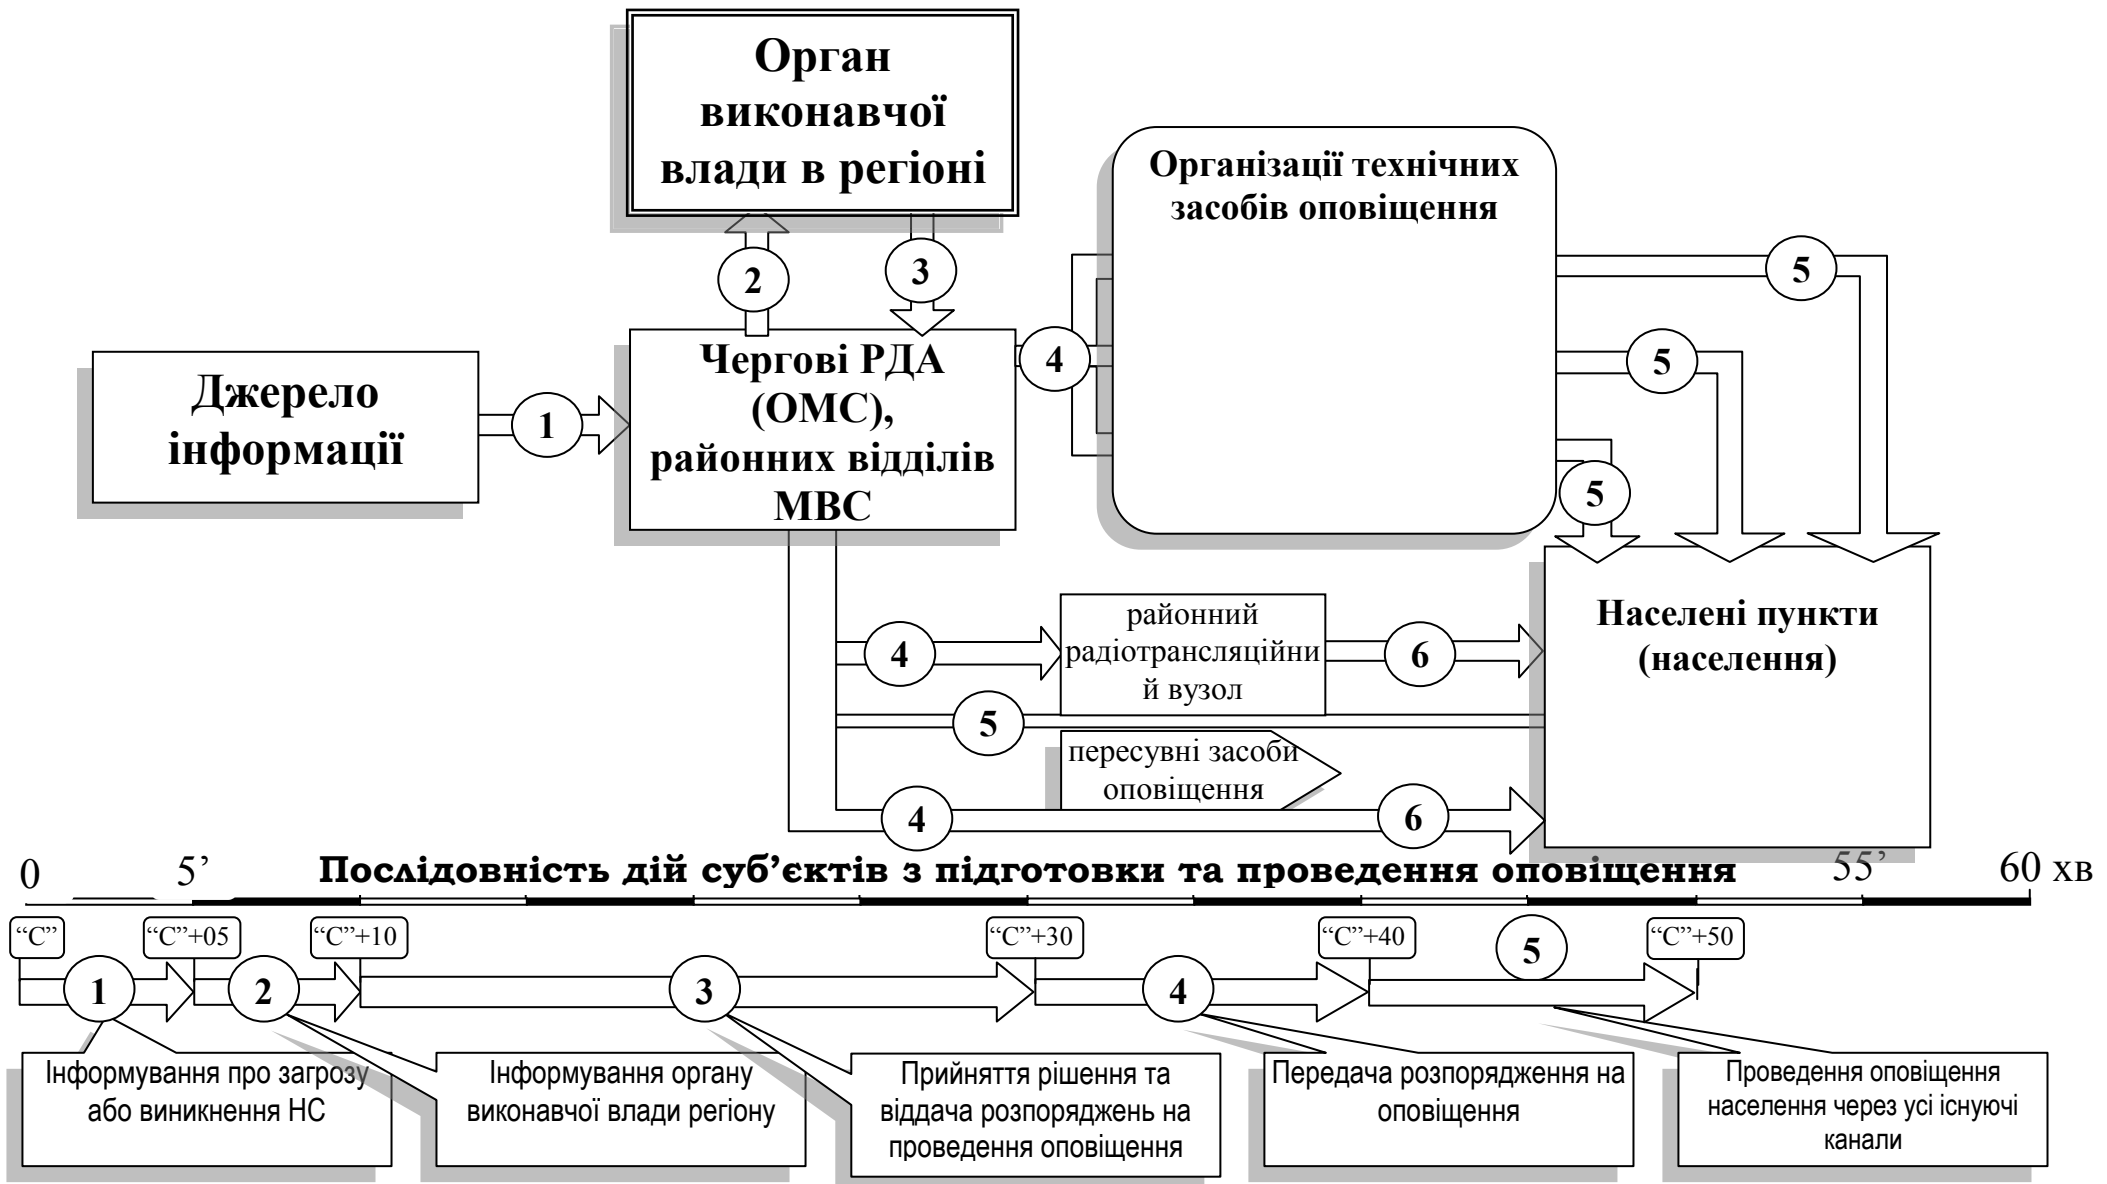 Орган
виконавчої
влади в регіоні
Організації технічних
засобів оповіщення
2
3
5
4
5
Чергові РДА
(ОМС),
районних відділів
МВС
Джерело
інформації
1
5
Населені пункти
(населення)
районний
радіотрансляційни
й вузол
4
6
5
пересувні засоби
оповіщення
4
6
0
5’
Послідовність дій суб’єктів з підготовки та проведення оповіщення
55’
60 хв
“С”
“С”+05
“С”+10
“С”+30
“С”+40
5
“С”+50
1
2
3
4
Інформування про загрозу
або виникнення НС
Інформування органу
виконавчої влади регіону
Прийняття рішення та
віддача розпоряджень на
проведення оповіщення
Передача розпорядження на
оповіщення
Проведення оповіщення
населення через усі існуючі
канали